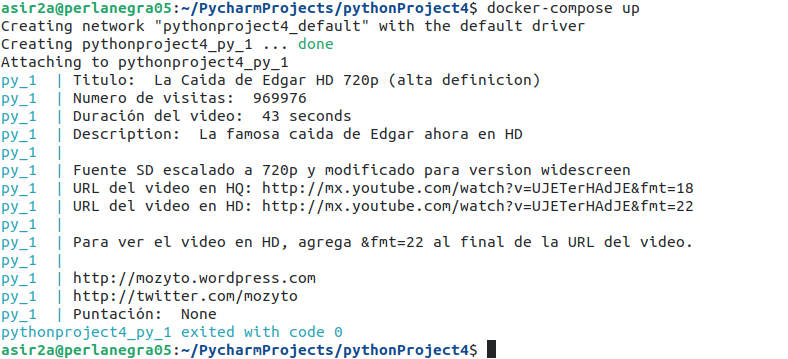 asir2a@perlanegra05:~/PycharmProjects/pythonProject4$ docker-compose up
Creating network "pythonproject4_default" with the default driver
Creating pythonproject4_py_1 ... done
Attaching to pythonproject4_py_1
py_1  | Titulo:  La Caida de Edgar HD 720p (alta definicion)
py_1  | Numero de visitas:  969976
py_1  | Duración del video:  43 seconds
py_1  | Description:  La famosa caida de Edgar ahora en HD
py_1  |
py_1  | Fuente SD escalado a 720p y modificado para version widescreen
py_1  | URL del video en HQ: http://mx.youtube.com/watch?v=UJETerHAdJE&fmt=18
py_1  | URL del video en HD: http://mx.youtube.com/watch?v=UJETerHAdJE&fmt=22
py_1  |
py_1  | Para ver el video en HD, agrega &fmt=22 al final de la URL del video.
py_1  |
py_1  | http://mozyto.wordpress.com
py_1  | http://twitter.com/mozyto
py_1  | Puntación:  None
pythonproject4_py_1 exited with code 0
asir2a@perlanegra05:~/PycharmProjects/pythonProject4$